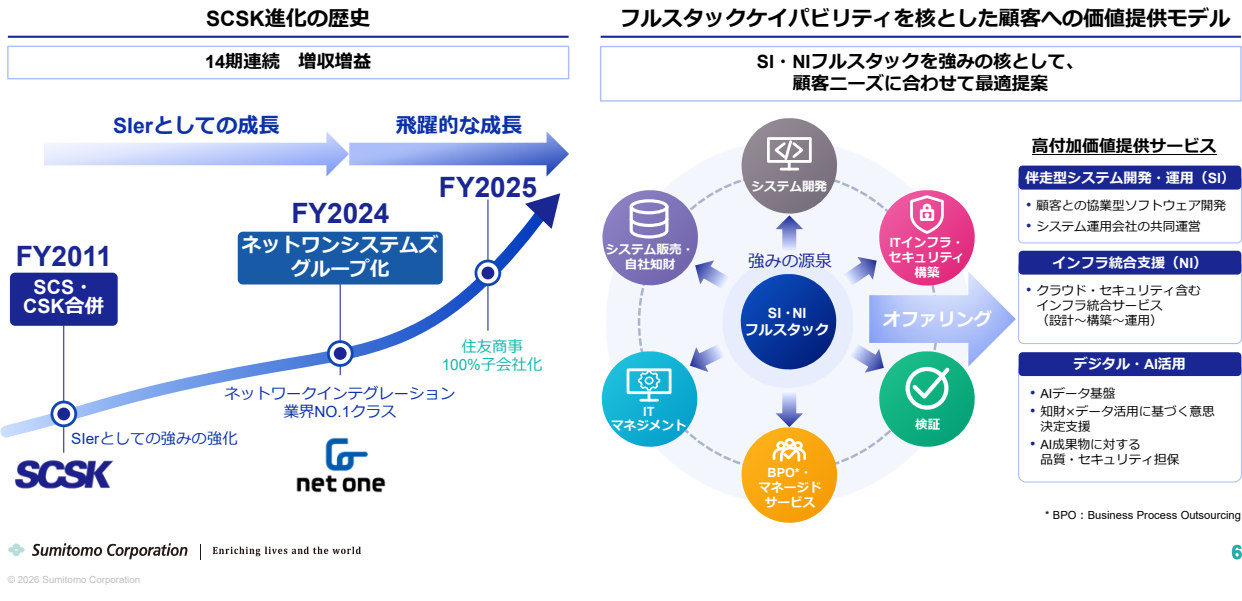 SCSK進化の歴史
14期連続　増収増益
SIerとしての成長
飛躍的な成長
FY2025
FY2024
ネットワンシステムズ
グループ化
FY2011
SCS・
CSK合併
住友商事
100%子会社化
ネットワークインテグレーション
業界NO.1クラス
SIerとしての強みの強化
SCSK
net one
フルスタックケイパビリティを核とした顧客への価値提供モデル
SI・NIフルスタックを強みの核として、
顧客ニーズに合わせて最適提案
システム開発
システム販売・
自社知財
ITインフラ・
セキュリティ
構築
強みの源泉
SI・NI
フルスタック
オファリング
IT
マネジメント
検証
BPO*・
マネージド
サービス
高付加価値提供サービス
伴走型システム開発・運用（SI）
• 顧客との協業型ソフトウェア開発
• システム運用会社の共同運営
インフラ統合支援（NI）
• クラウド・セキュリティ含む
インフラ統合サービス
（設計～構築～運用）
デジタル・AI活用
• AIデータ基盤
• 知財×データ活用に基づく意思
決定支援
• AI成果物に対する
品質・セキュリティ担保
* BPO：Business Process Outsourcing
Sumitomo Corporation | Enriching lives and the world
6
© 2026 Sumitomo Corporation